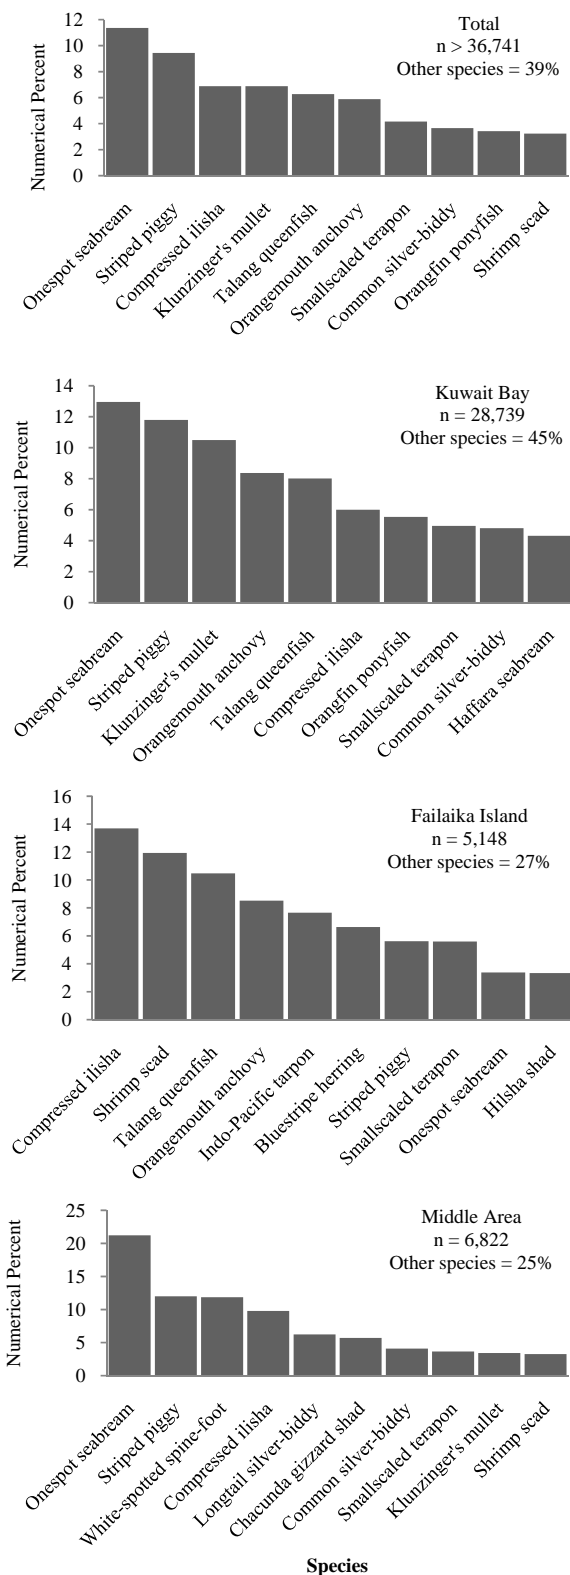 Total
n > 36,741
Other species = 39%
Numerical Percent
12
10
8
6
4
2
0
Onespot seabream
Striped piggy
Compressed ilisha
Klunzinger's mullet
Talang queenfish
Orangemouth anchovy
Smallscaled terapon
Common silver-biddy
Orangfin ponyfish
Shrimp scad
Kuwait Bay
n = 28,739
Other species = 45%
Numerical Percent
14
12
10
8
6
4
2
0
Onespot seabream
Striped piggy
Klunzinger's mullet
Orangemouth anchovy
Talang queenfish
Compressed ilisha
Orangfin ponyfish
Smallscaled terapon
Common silver-biddy
Haffara seabream
Failaika Island
n = 5,148
Other species = 27%
Numerical Percent
16
14
12
10
8
6
4
2
0
Compressed ilisha
Shrimp scad
Talang queenfish
Orangemouth anchovy
Indo-Pacific tarpon
Bluestripe herring
Striped piggy
Smallscaled terapon
Onespot seabream
Hilsha shad
Middle Area
n = 6,822
Other species = 25%
Numerical Percent
25
20
15
10
5
0
Onespot seabream
Striped piggy
White-spotted spine-foot
Compressed ilisha
Longtail silver-biddy
Chacunda gizzard shad
Common silver-biddy
Smallscaled terapon
Klunzinger's mullet
Shrimp scad
Species